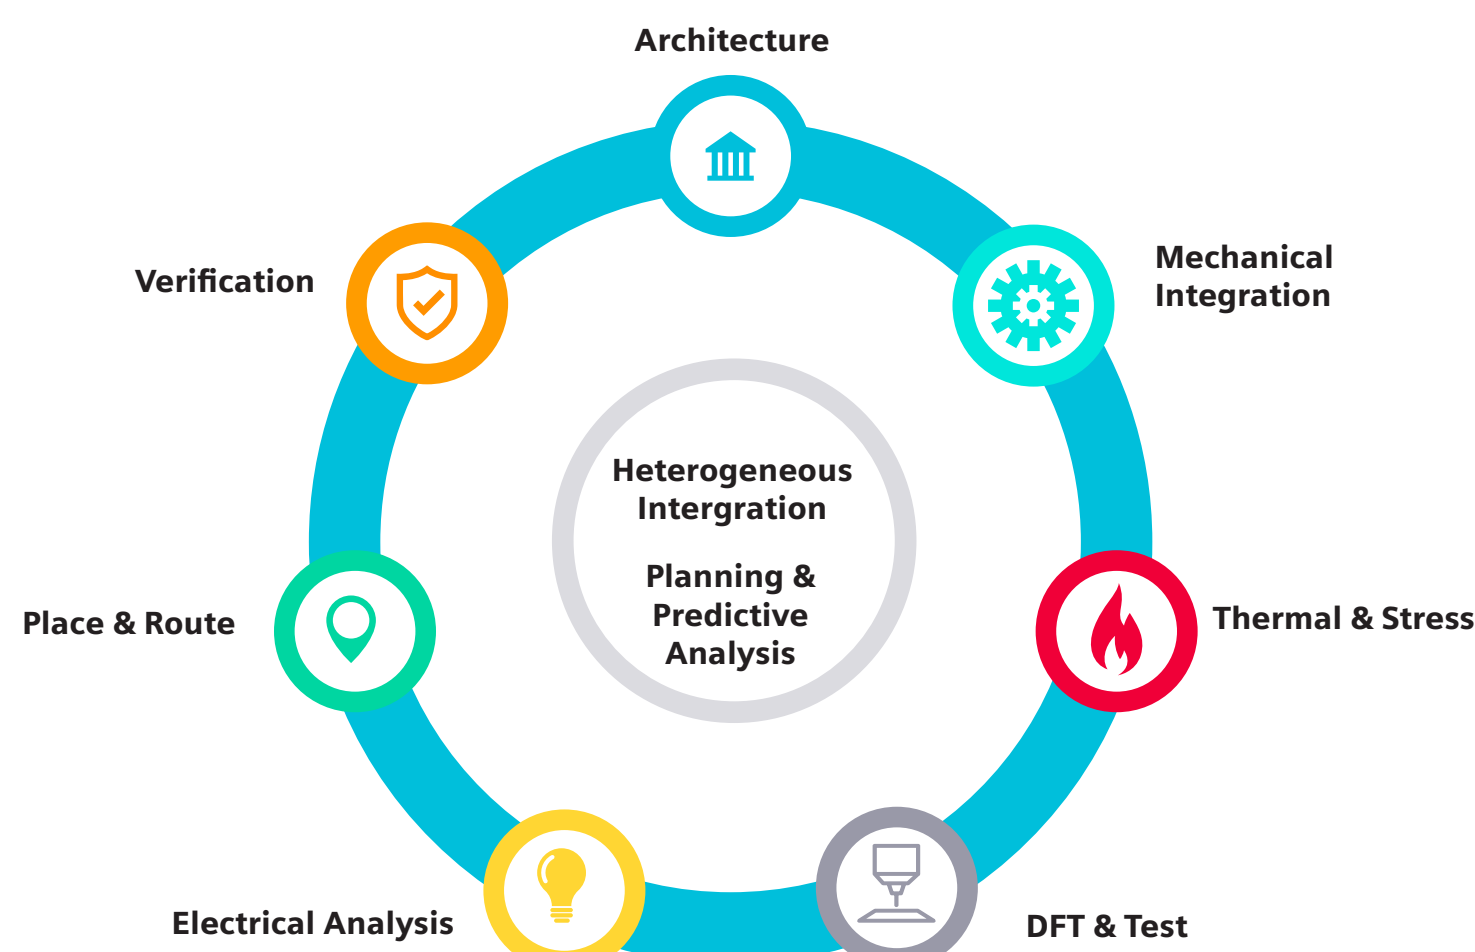 Architecture
Mechanical
Integration
Verification
Heterogeneous
Intergration
Planning &
Predictive
Analysis
Place & Route
Thermal & Stress
Electrical Analysis
DFT & Test